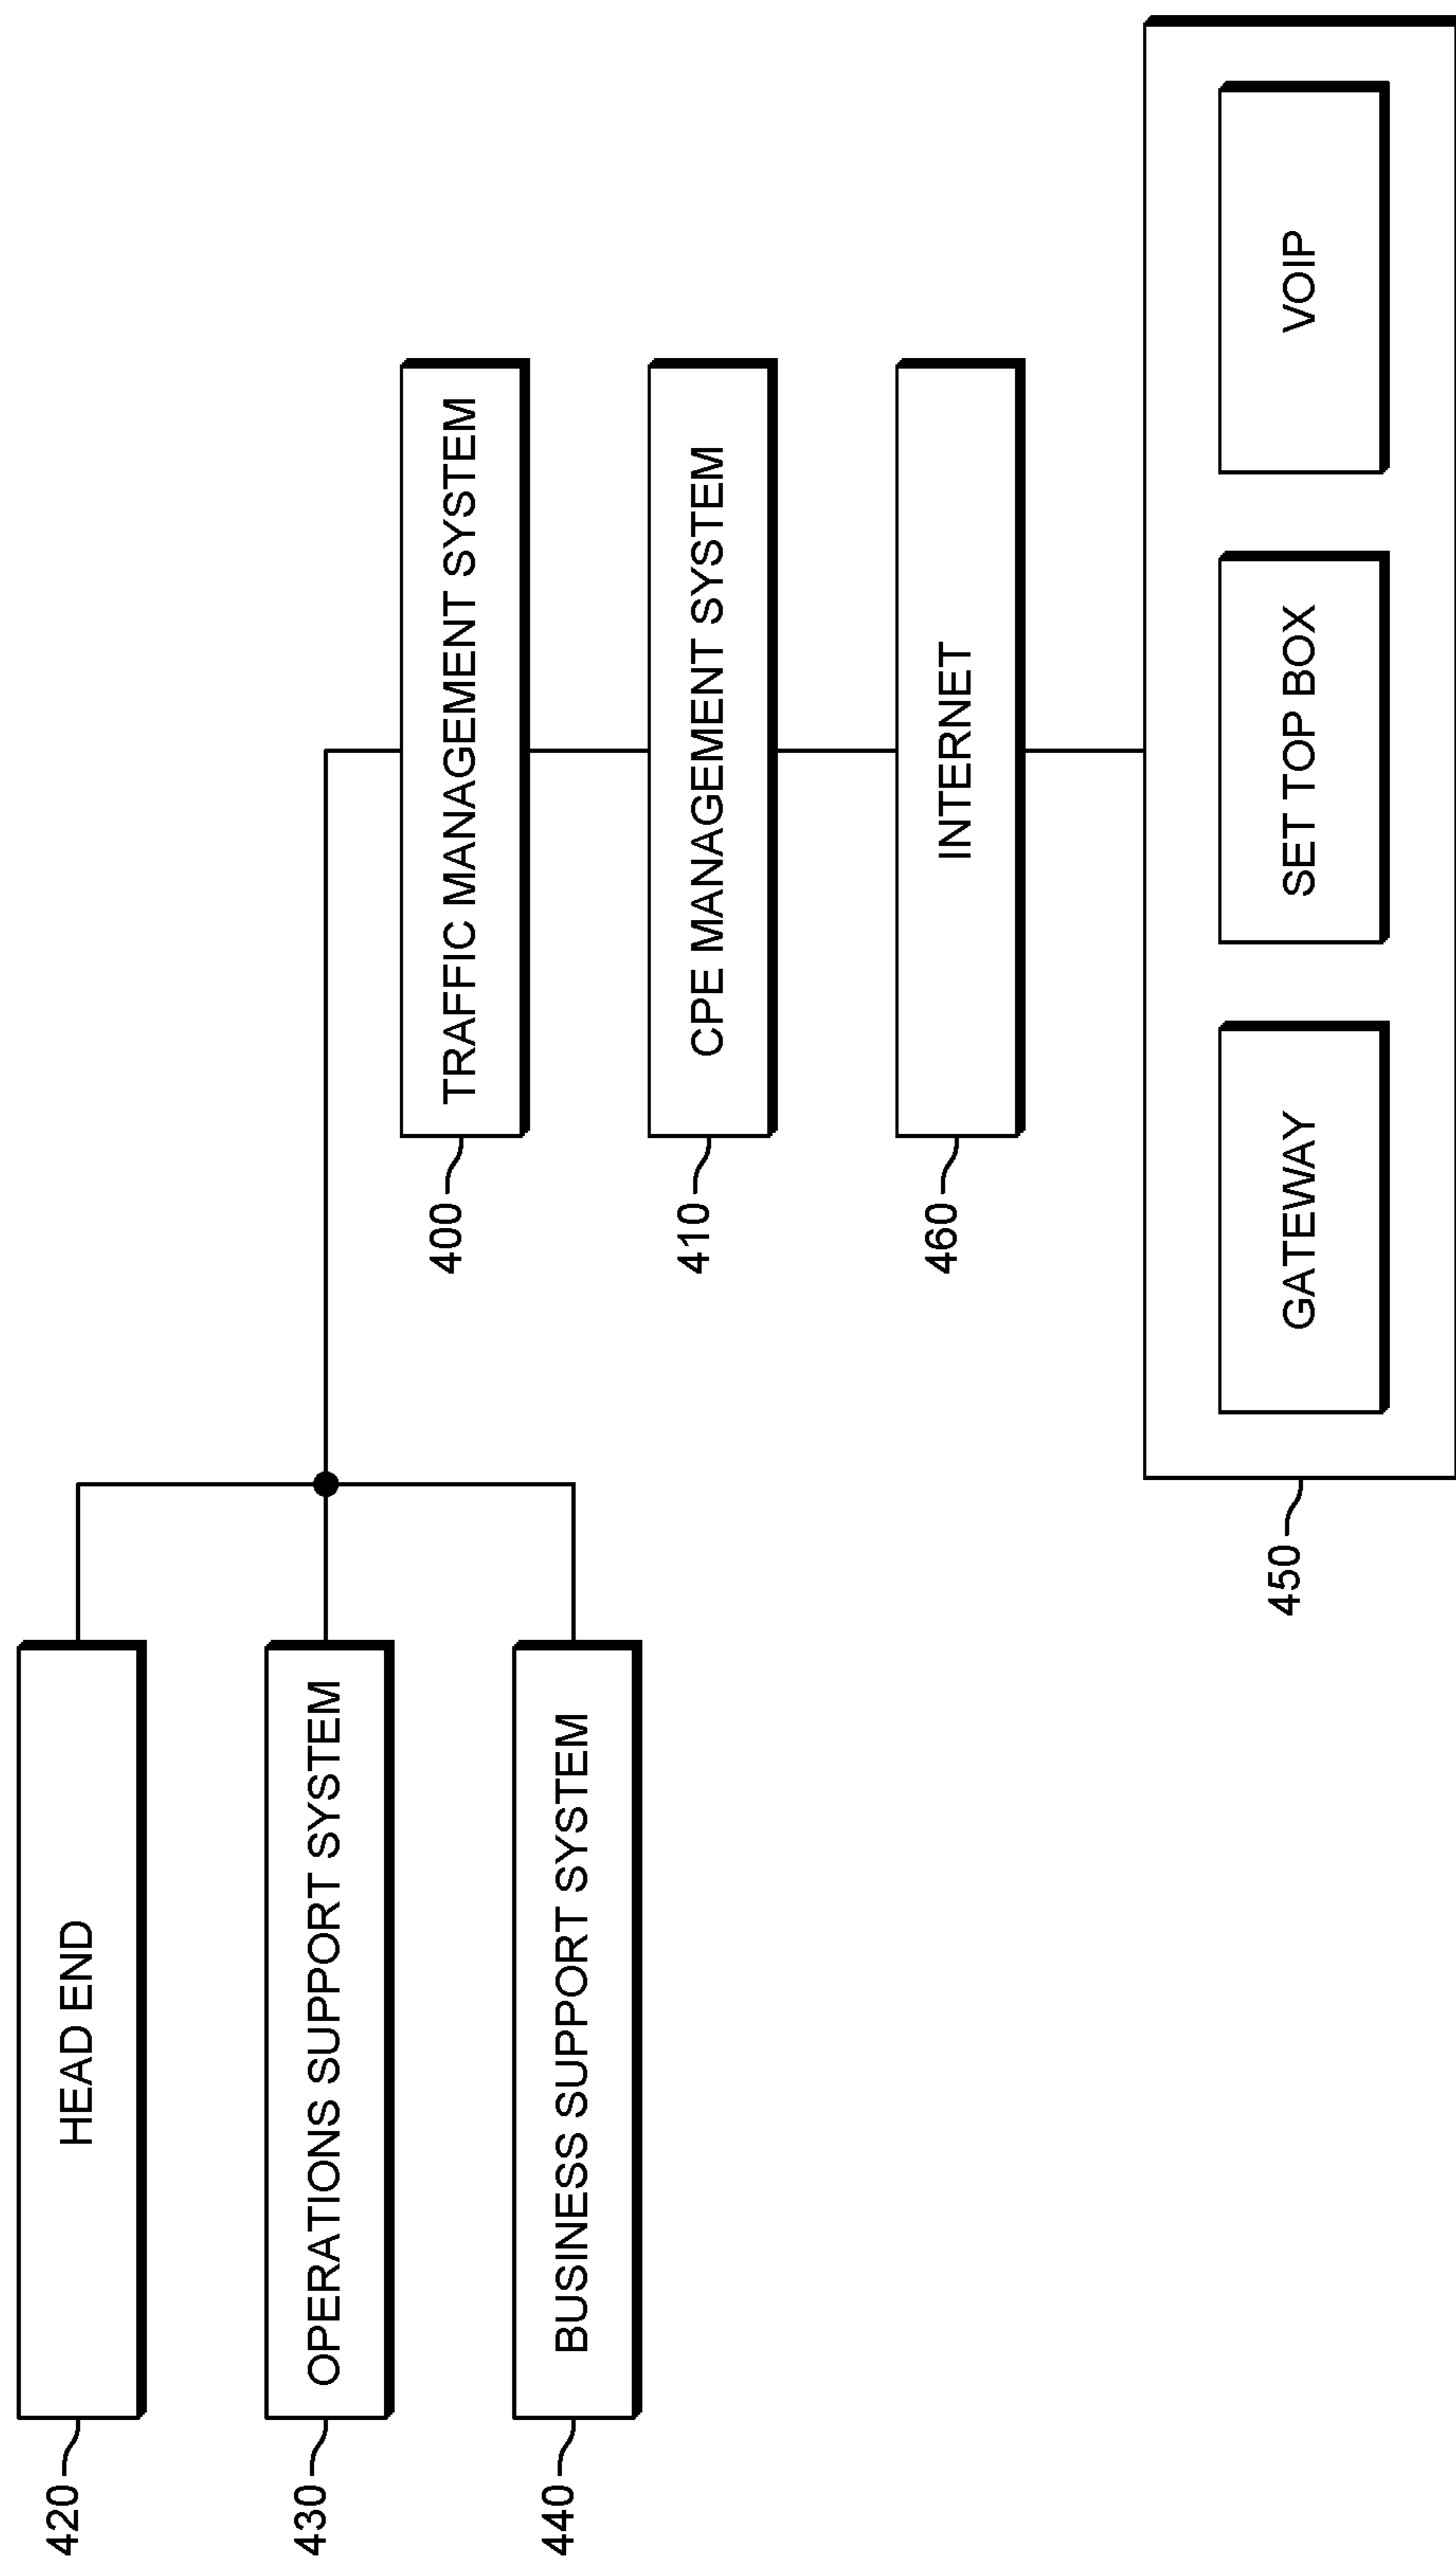 420
HEAD END
430
OPERATIONS SUPPORT SYSTEM
440
BUSINESS SUPPORT SYSTEM
400
TRAFFIC MANAGEMENT SYSTEM
410
CPE MANAGEMENT SYSTEM
460
INTERNET
450
GATEWAY
SET TOP BOX
VOIP